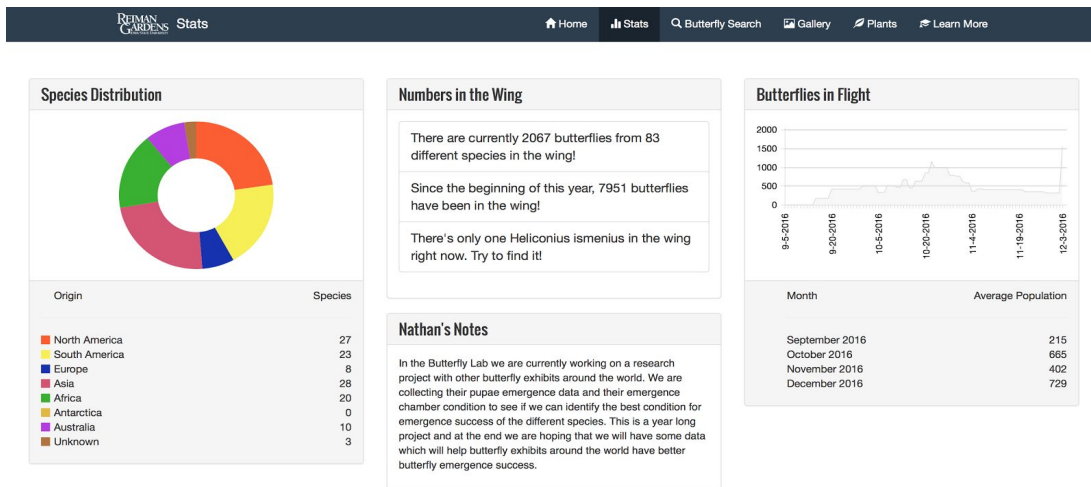 REIMAN GARDENS Stats
Home Stats Butterfly Search Gallery Plants Learn More
Species Distribution
Origin Species
North America 27
South America 23
Europe 8
Asia 28
Africa 20
Antarctica 0
Australia 10
Unknown 3
Numbers in the Wing
There are currently 2067 butterflies from 83
different species in the wing!
Since the beginning of this year, 7951 butterflies
have been in the wing!
There's only one Heliconius ismenius in the wing
right now. Try to find it!
Nathan's Notes
In the Butterfly Lab we are currently working on a research
project with other butterfly exhibits around the world. We are
collecting their pupae emergence data and their emergence
chamber condition to see if we can identify the best condition for
emergence success of the different species. This is a year long
project and at the end we are hoping that we will have some data
which will help butterfly exhibits around the world have better
butterfly emergence success.
Butterflies in Flight
2000
1500
1000
500
0
9-5-2016
9-20-2016
10-5-2016
10-20-2016
11-4-2016
11-19-2016
12-3-2016
Month Average Population
September 2016 215
October 2016 665
November 2016 402
December 2016 729